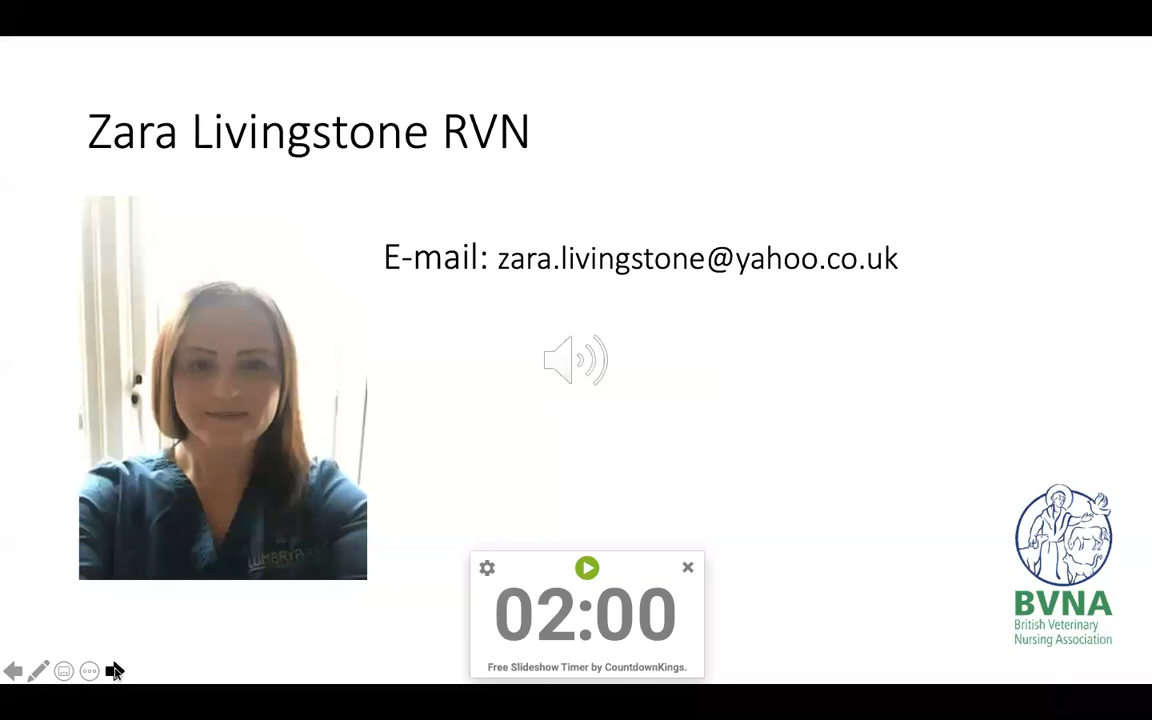 Zara Livingstone RVN
E-mail: zara.livingstone@yahoo.co.uk
02:00
Free Slideshow Timer by CountdownKings.
BVNA
British Veterinary
Nursing Association